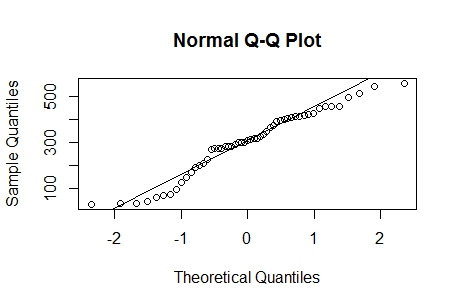 Normal Q-Q Plot
Sample Quantiles
500
300
100
-2 -1 0 1 2
Theoretical Quantiles